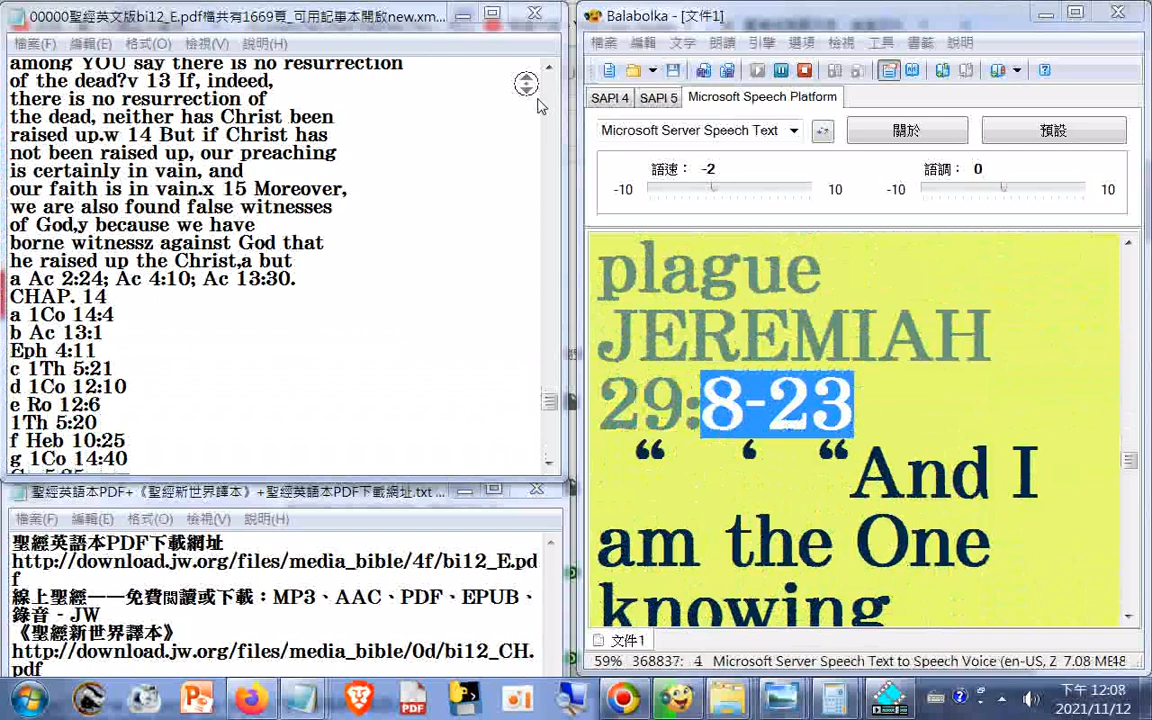 00000聖經英文版bi12_E.pdf檔共有1669頁_可用記事本開啟new.xm...
檔案(F) 編輯(E) 格式(O) 檢視(V) 說明(H)
among YOU say there is no resurrection
of the dead?v 13 If, indeed,
there is no resurrection of
the dead, neither has Christ been
raised up.w 14 But if Christ has
not been raised up, our preaching
is certainly in vain, and
our faith is in vain.x 15 Moreover,
we are also found false witnesses
of God,y because we have
borne witnessz against God that
he raised up the Christ,a but
a Ac 2:24; Ac 4:10; Ac 13:30.
CHAP. 14
a 1Co 14:4
b Ac 13:1
Eph 4:11
c 1Th 5:21
d 1Co 12:10
e Ro 12:6
1Th 5:20
f Heb 10:25
g 1Co 14:40
聖經英語本PDF+《聖經新世界譯本》+聖經英語本PDF下載網址.txt ...
檔案(F) 編輯(E) 格式(O) 檢視(V) 說明(H)
聖經英語本PDF下載網址
http://download.jw.org/files/media_bible/4f/bi12_E.pd
f
線上聖經——免費閱讀或下載：MP3、AAC、PDF、EPUB、
錄音 - JW
《聖經新世界譯本》
http://download.jw.org/files/media_bible/0d/bi12_CH.
pdf
Balabolka - [文件1]
檔案 編輯 文字 朗讀 引擎 選項 檢視 工具 書籤 說明
SAPI 4 SAPI 5 Microsoft Speech Platform
Microsoft Server Speech Text 關於 預設
語速： -2 語調： 0
-10 10 -10 10
plague
JEREMIAH
29:8-23
“ ‘ “And I
am the One
knowing
文件1
59% 368837: 4 Microsoft Server Speech Text to Speech Voice (en-US, Z 7.08 MB
下午 12:08
2021/11/12